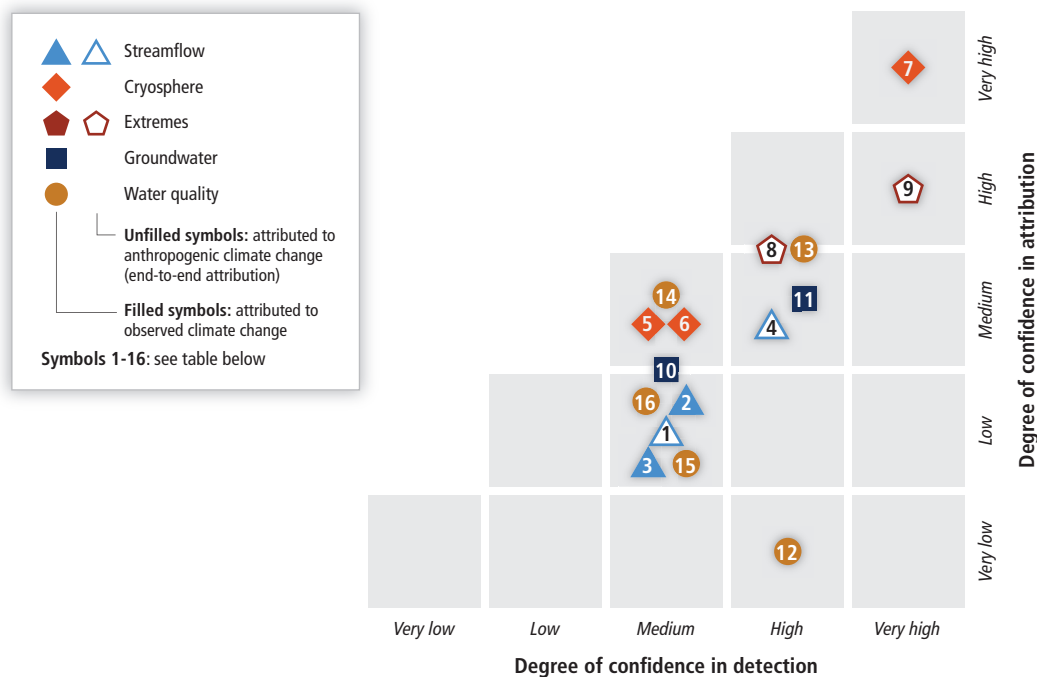 Streamflow
Cryosphere
Extremes
Groundwater
Water quality
Unfilled symbols: attributed to
anthropogenic climate change
(end-to-end attribution)
Filled symbols: attributed to
observed climate change
Symbols 1-16: see table below
7
9
8
13
14
11
5
6
4
10
16
2
1
3
15
12
Very high
High
Medium
Low
Very low
Degree of confidence in attribution
Very low
Low
Medium
High
Very high
Degree of confidence in detection